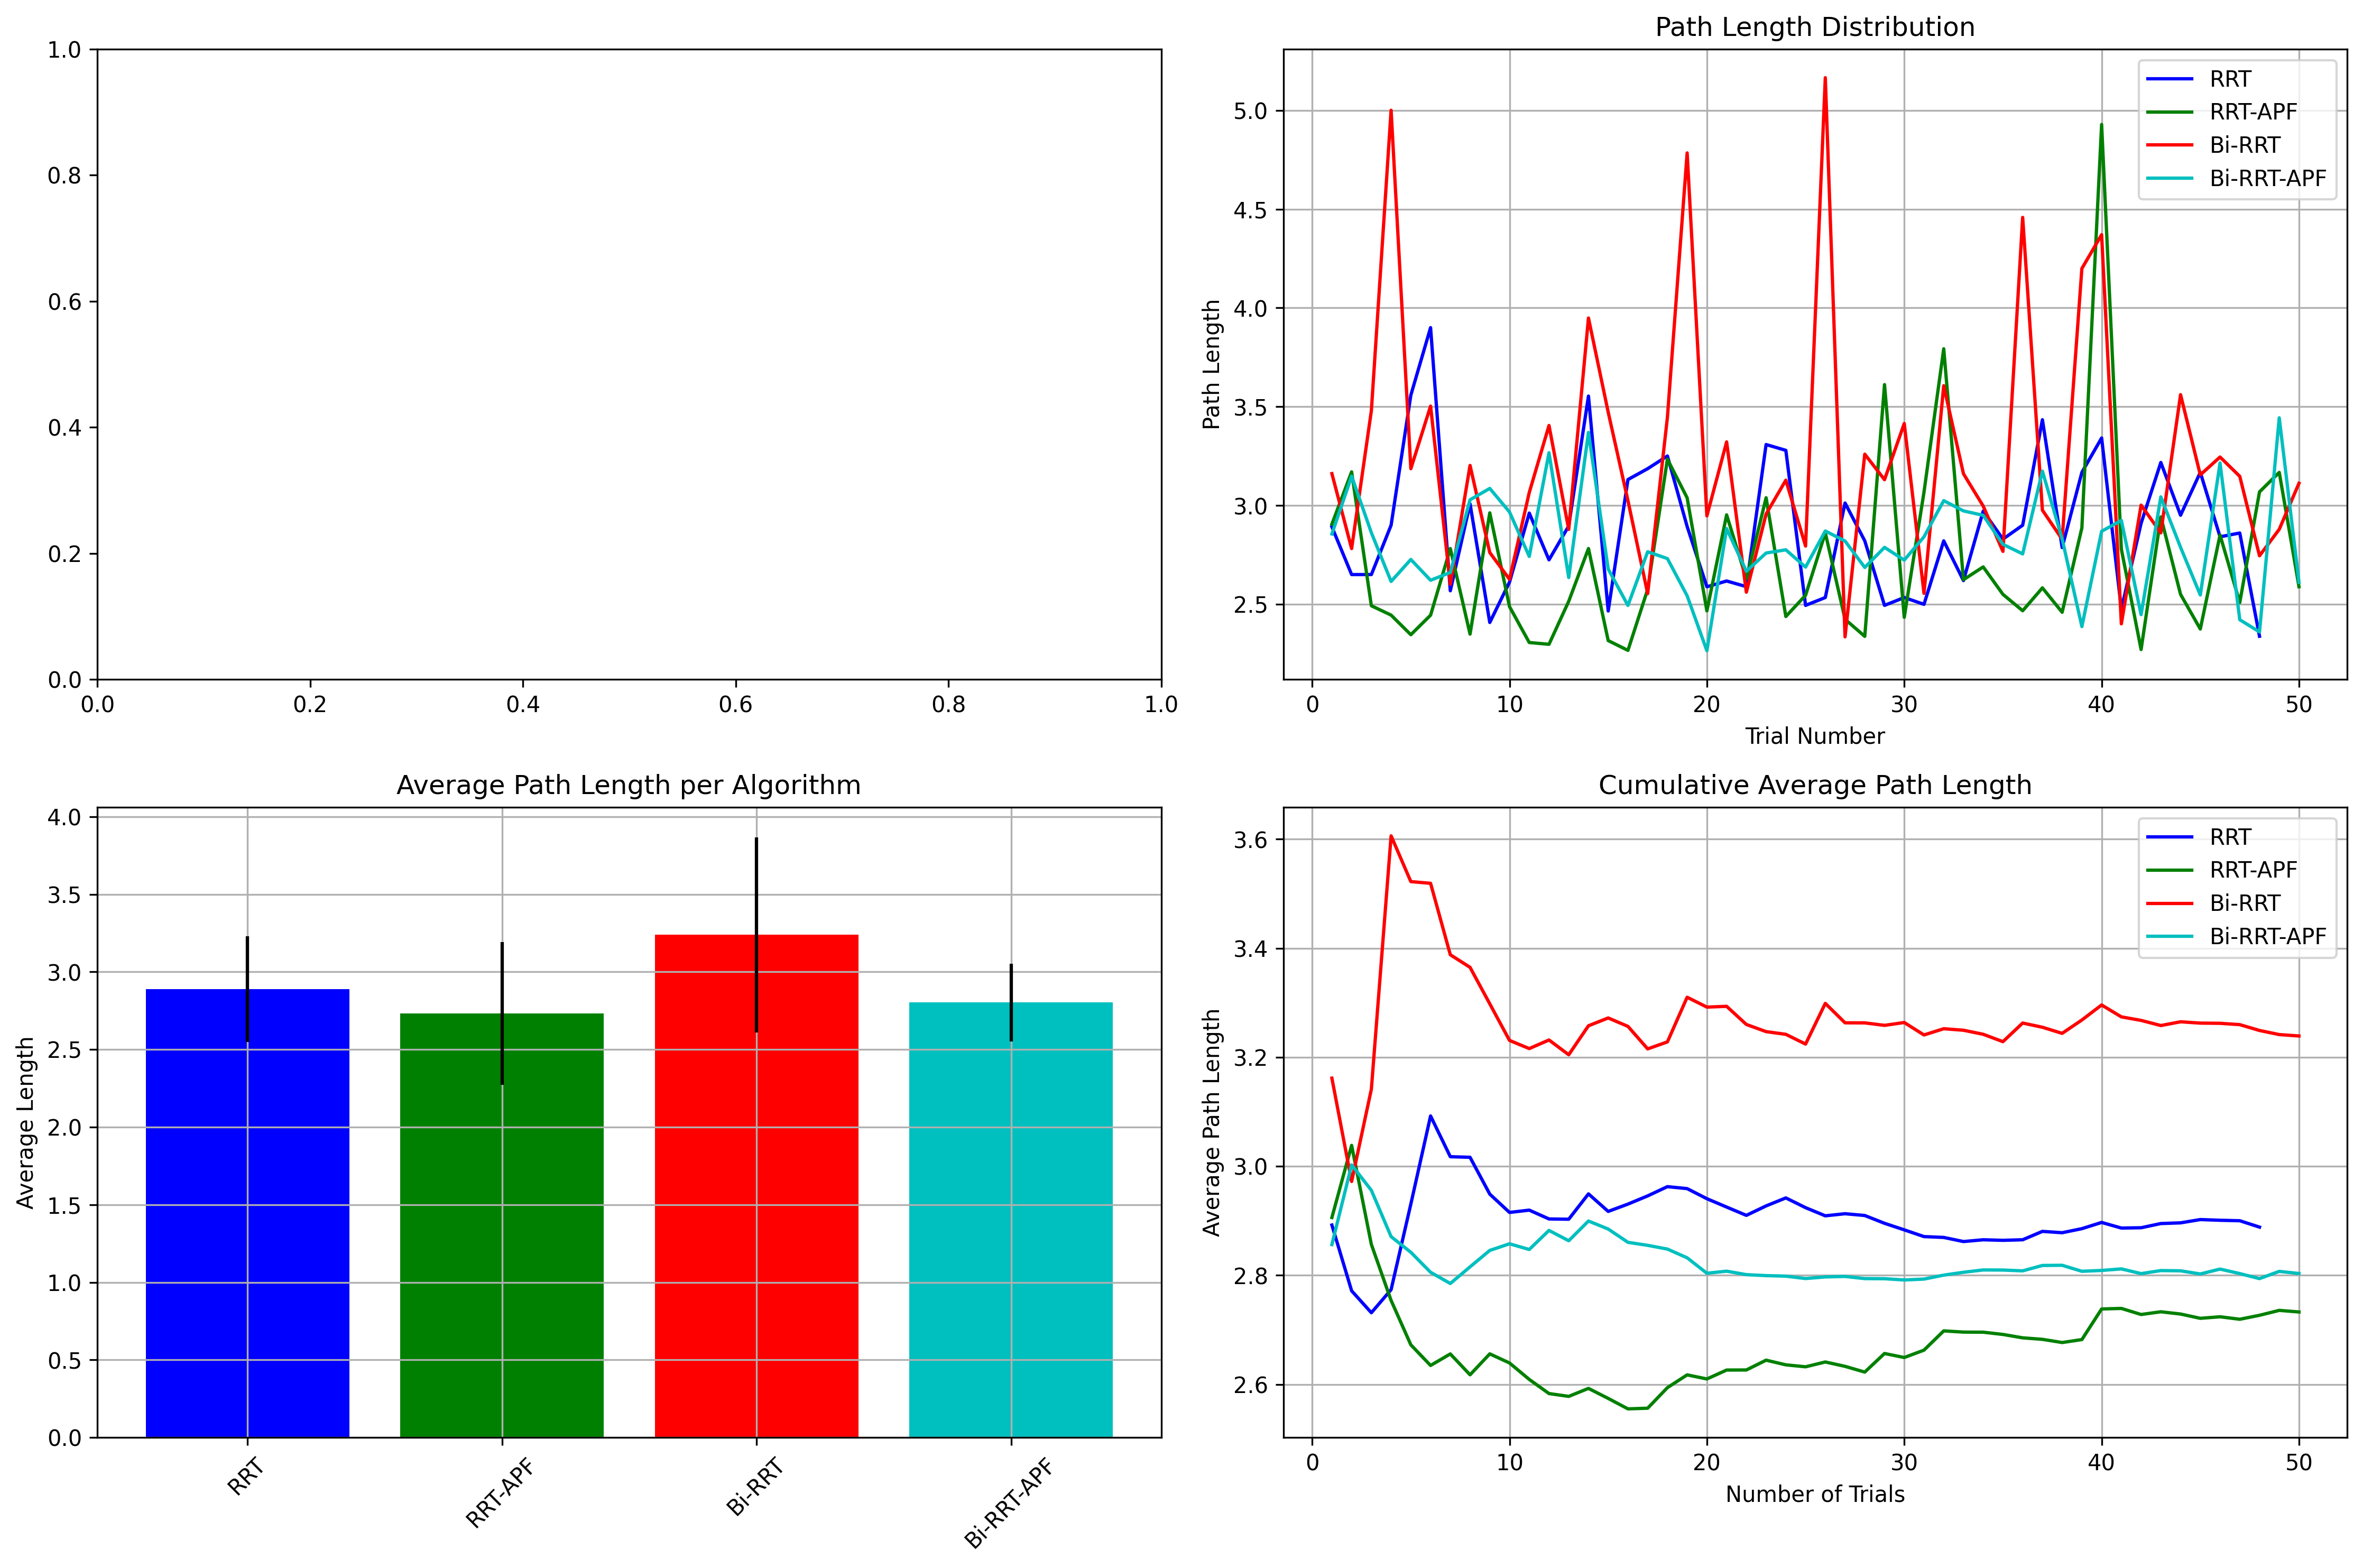 1.0
0.8
0.6
0.4
0.2
0.0
0.0 0.2 0.4 0.6 0.8 1.0
Path Length Distribution
Path Length
5.0
4.5
4.0
3.5
3.0
2.5
0 10 20 30 40 50
Trial Number
RRT
RRT-APF
Bi-RRT
Bi-RRT-APF
Average Path Length per Algorithm
Average Length
4.0
3.5
3.0
2.5
2.0
1.5
1.0
0.5
0.0
RRT
RRT-APF
Bi-RRT
Bi-RRT-APF
Cumulative Average Path Length
Average Path Length
3.6
3.4
3.2
3.0
2.8
2.6
0 10 20 30 40 50
Number of Trials
RRT
RRT-APF
Bi-RRT
Bi-RRT-APF